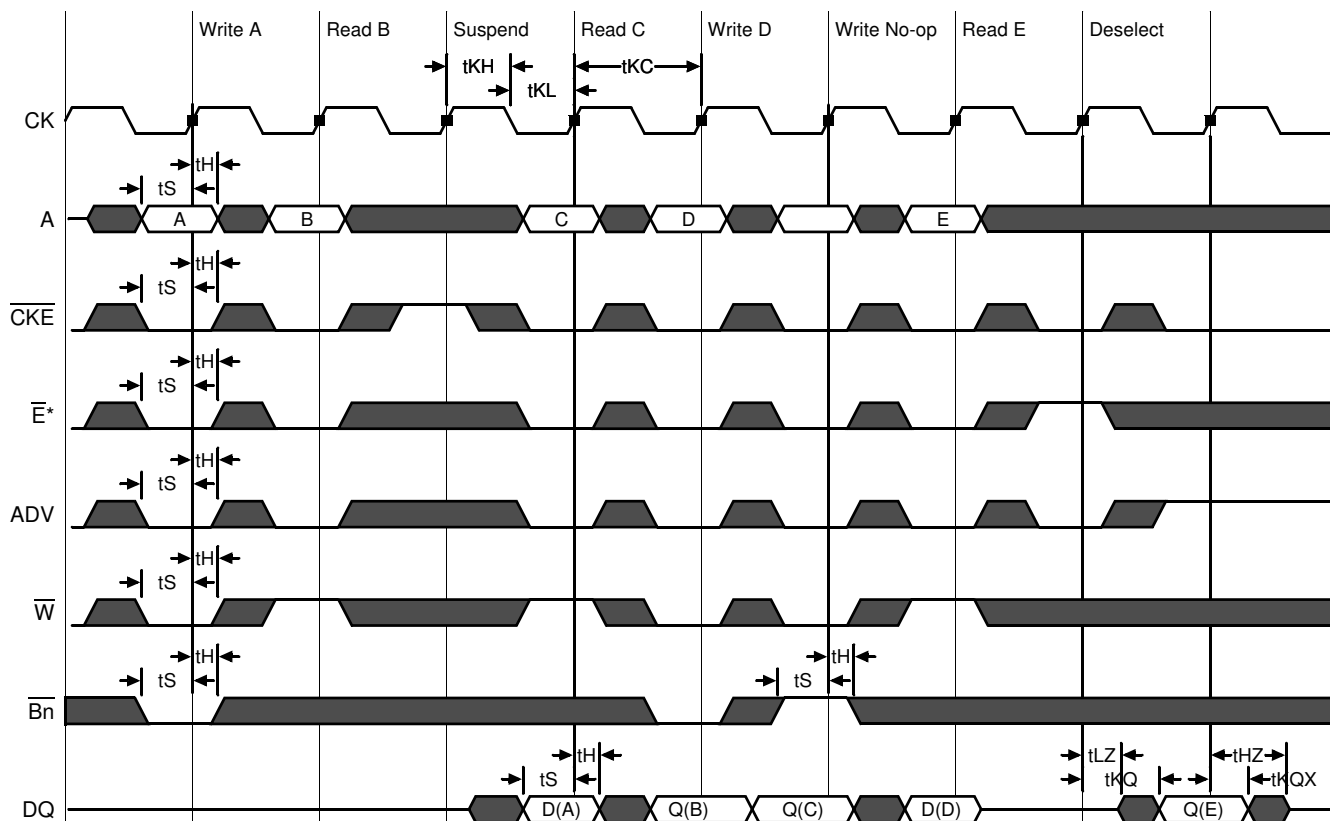 Write A Read B Suspend Read C Write D Write No-op Read E Deselect
tKH tKC
tKL
CK
tH
tS
A A B C D E
tH
tS
CKE
tH
tS
E*
tH
tS
ADV
tH
tS
W
tH tH
tS tS
Bn
tH tLZ tHZ
tS tKQ tKQX
DQ D(A) Q(B) Q(C) D(D) Q(E)